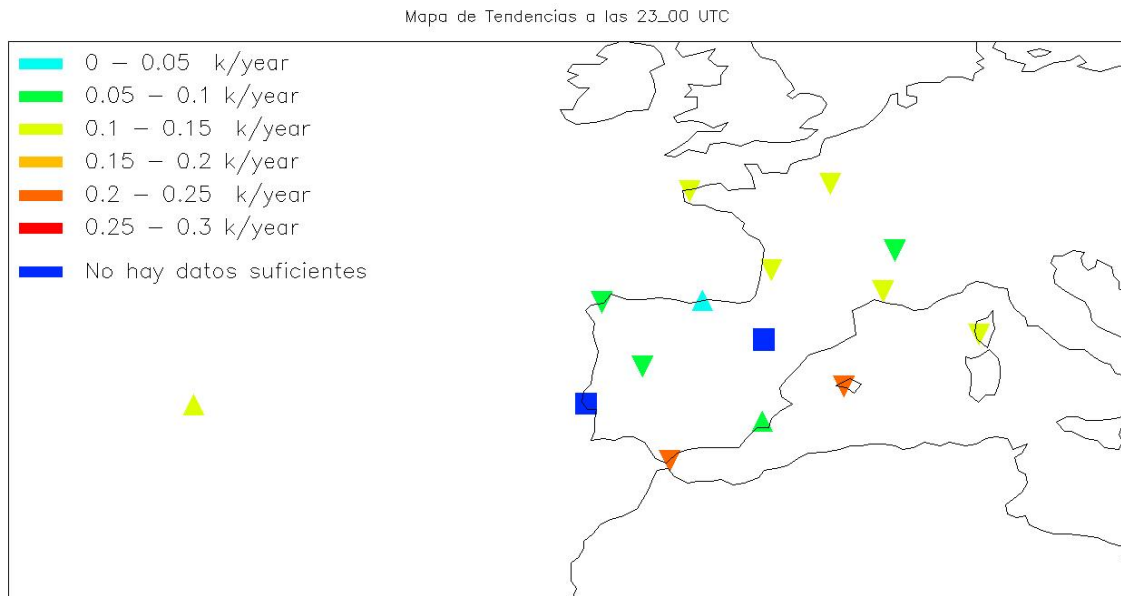 Mapa de Tendencias a las 23_00 UTC
0 – 0.05 k/year
0.05 – 0.1 k/year
0.1 – 0.15 k/year
0.15 – 0.2 k/year
0.2 – 0.25 k/year
0.25 – 0.3 k/year
No hay datos suficientes